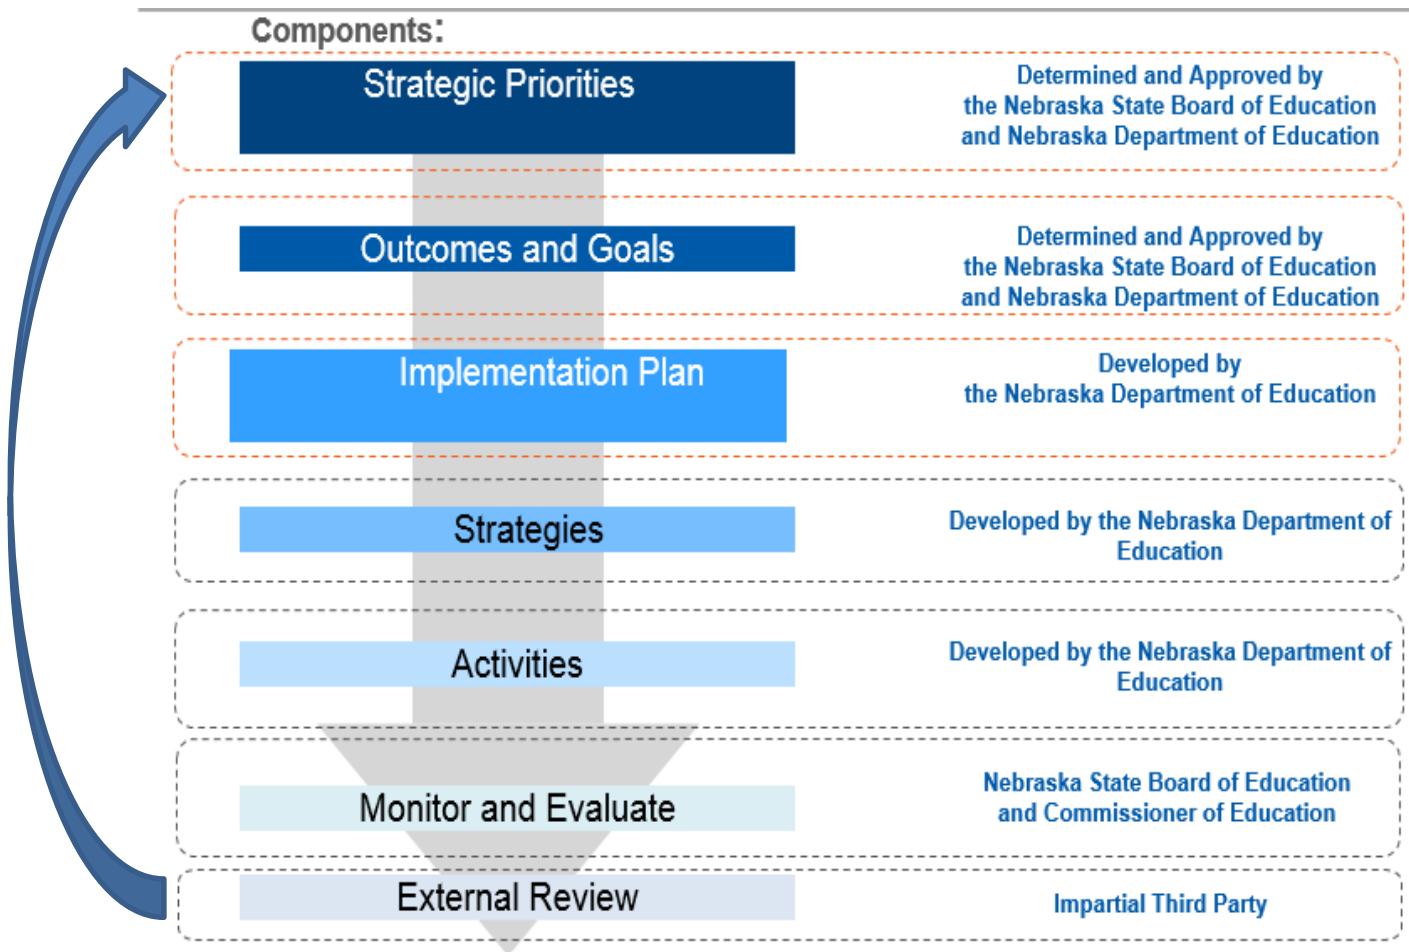 Components:
Strategic Priorities
Determined and Approved by
the Nebraska State Board of Education
and Nebraska Department of Education
Outcomes and Goals
Determined and Approved by
the Nebraska State Board of Education
and Nebraska Department of Education
Implementation Plan
Developed by
the Nebraska Department of Education
Strategies
Developed by the Nebraska Department of
Education
Activities
Developed by the Nebraska Department of
Education
Monitor and Evaluate
Nebraska State Board of Education
and Commissioner of Education
External Review
Impartial Third Party